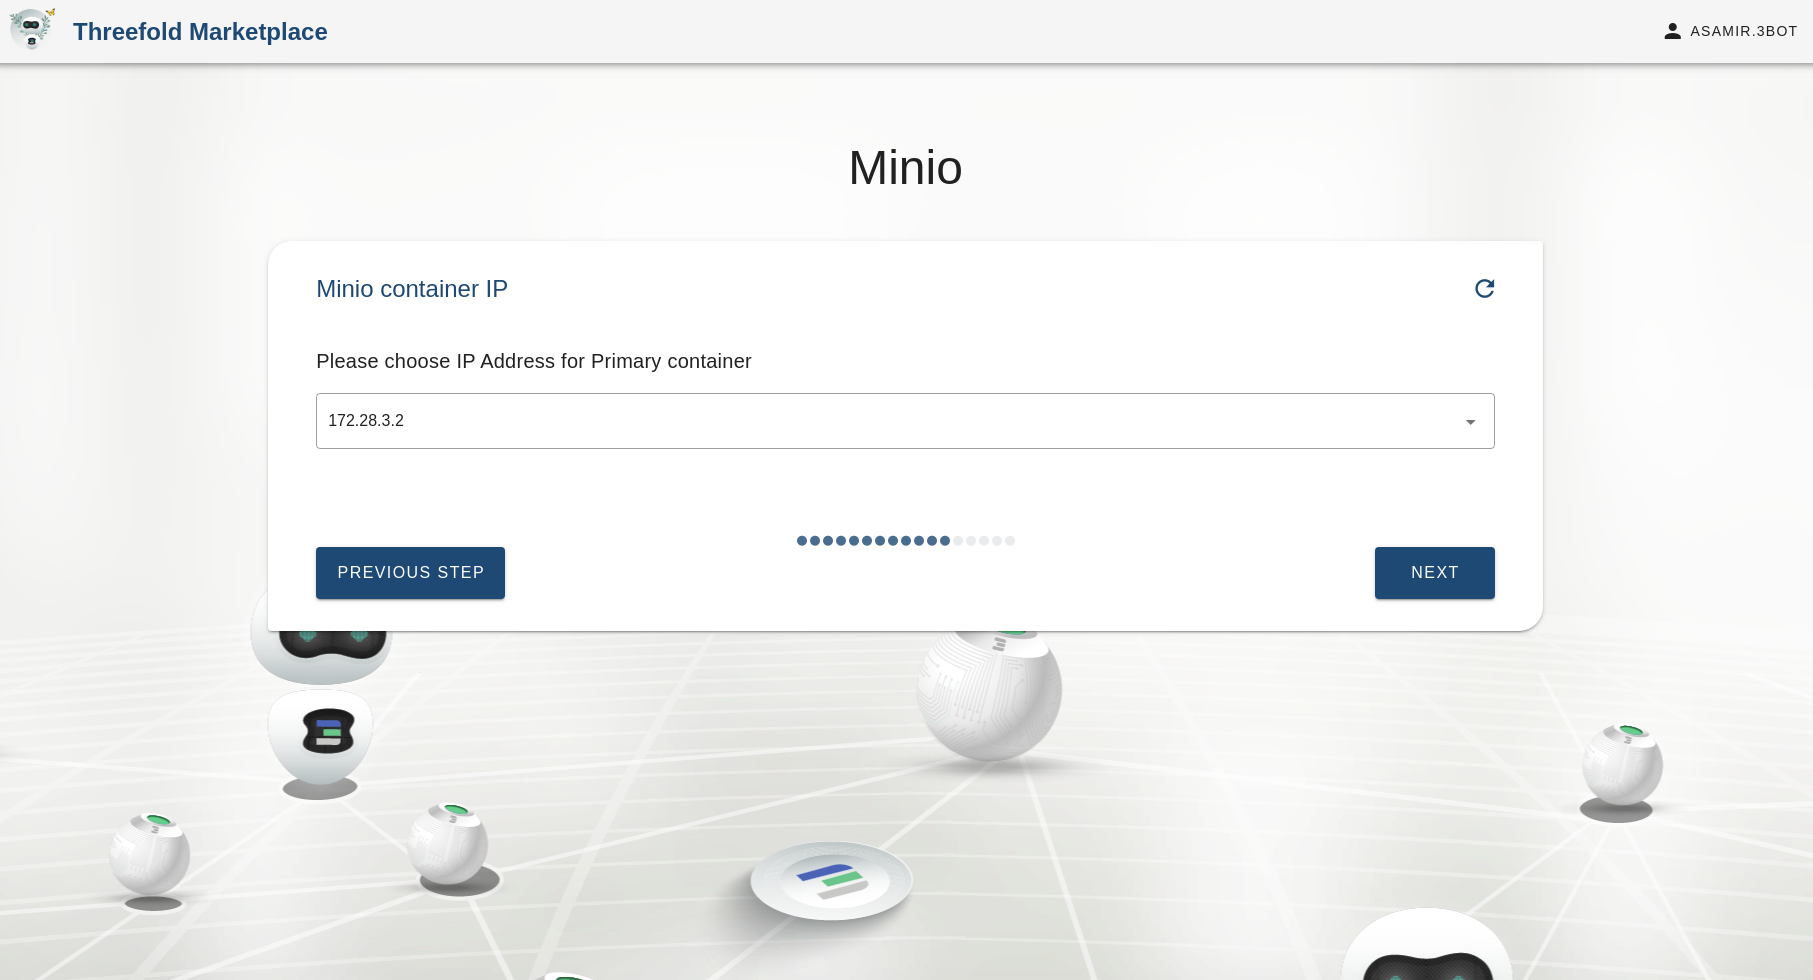 Threefold Marketplace
ASAMIR.3BOT
Minio
Minio container IP
Please choose IP Address for Primary container
172.28.3.2
PREVIOUS STEP
NEXT